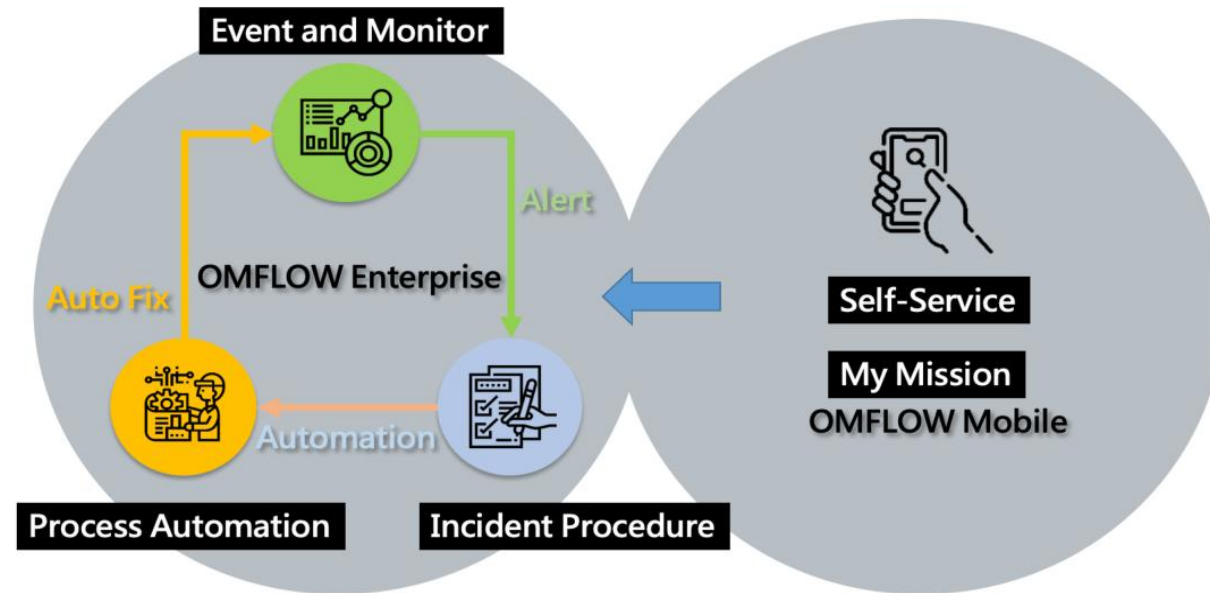 Event and Monitor
Alert
OMFLOW Enterprise
Auto Fix
Automation
Process Automation
Incident Procedure
Self-Service
My Mission
OMFLOW Mobile